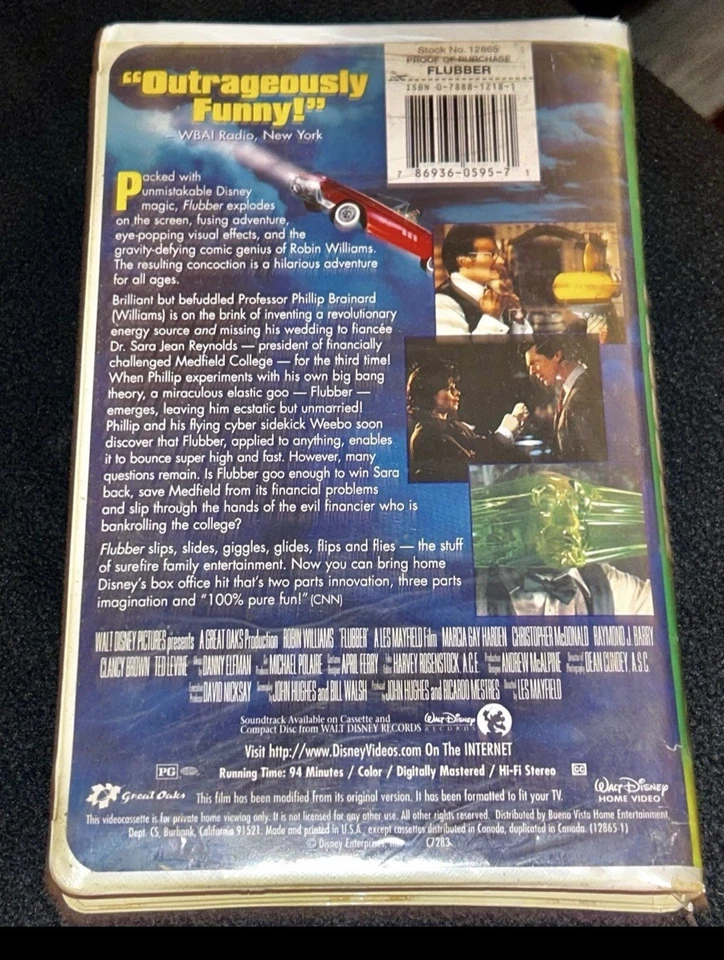 “Outrageously
Funny!”
– WBAI Radio, New York
Stock No. 12865
PROOF OF PURCHASE
FLUBBER
ISBN 0-7888-1218-1
7 86936-0595-7 1
Packed with
unmistakable Disney
magic, Flubber explodes
on the screen, fusing adventure,
eye-popping visual effects, and the
gravity-defying comic genius of Robin Williams.
The resulting concoction is a hilarious adventure
for all ages.
Brilliant but befuddled Professor Phillip Brainard
(Williams) is on the brink of inventing a revolutionary
energy source and missing his wedding to fiancée
Dr. Sara Jean Reynolds — president of financially
challenged Medfield College — for the third time!
When Phillip experiments with his own big bang
theory, a miraculous elastic goo — Flubber —
emerges, leaving him ecstatic but unmarried!
Phillip and his flying cyber sidekick Weebo soon
discover that Flubber, applied to anything, enables
it to bounce super high and fast. However, many
questions remain. Is Flubber goo enough to win Sara
back, save Medfield from its financial problems
and slip through the hands of the evil financier who is
bankrolling the college?
Flubber slips, slides, giggles, glides, flips and flies — the stuff
of surefire family entertainment. Now you can bring home
Disney's box office hit that's two parts innovation, three parts
imagination and “100% pure fun!” (CNN)
WALT DISNEY PICTURES presents A GREAT OAKS Production ROBIN WILLIAMS "FLUBBER" A LES MAYFIELD Film MARCIA GAY HARDEN CHRISTOPHER McDONALD RAYMOND J. BARRY
CLANCY BROWN TED LEVINE Music by DANNY ELFMAN MICHAEL POLAIRE APRIL FERRY HARVEY ROSENSTOCK, A.C.E. ANDREW McALPINE Director of Photography DEAN CUNDEY, A.S.C.
Executive Producer DAVID NICKSAY Screenplay by JOHN HUGHES and BILL WALSH Produced by JOHN HUGHES and RICARDO MESTRES Directed by LES MAYFIELD
Soundtrack Available on Cassette and
Compact Disc from WALT DISNEY RECORDS
Walt Disney
RECORDS
Visit http://www.DisneyVideos.com On The INTERNET
PG
Running Time: 94 Minutes / Color / Digitally Mastered / Hi-Fi Stereo
CC
Great Oaks
This film has been modified from its original version. It has been formatted to fit your TV.
Walt Disney
HOME VIDEO
This videocassette is for private home viewing only. It is not licensed for any other use. All other rights reserved. Distributed by Buena Vista Home Entertainment,
Dept. CS, Burbank, California 91521. Made and printed in U.S.A. except cassettes distributed in Canada, duplicated in Canada. (12865-1)
© Disney Enterprises, Inc. C7283